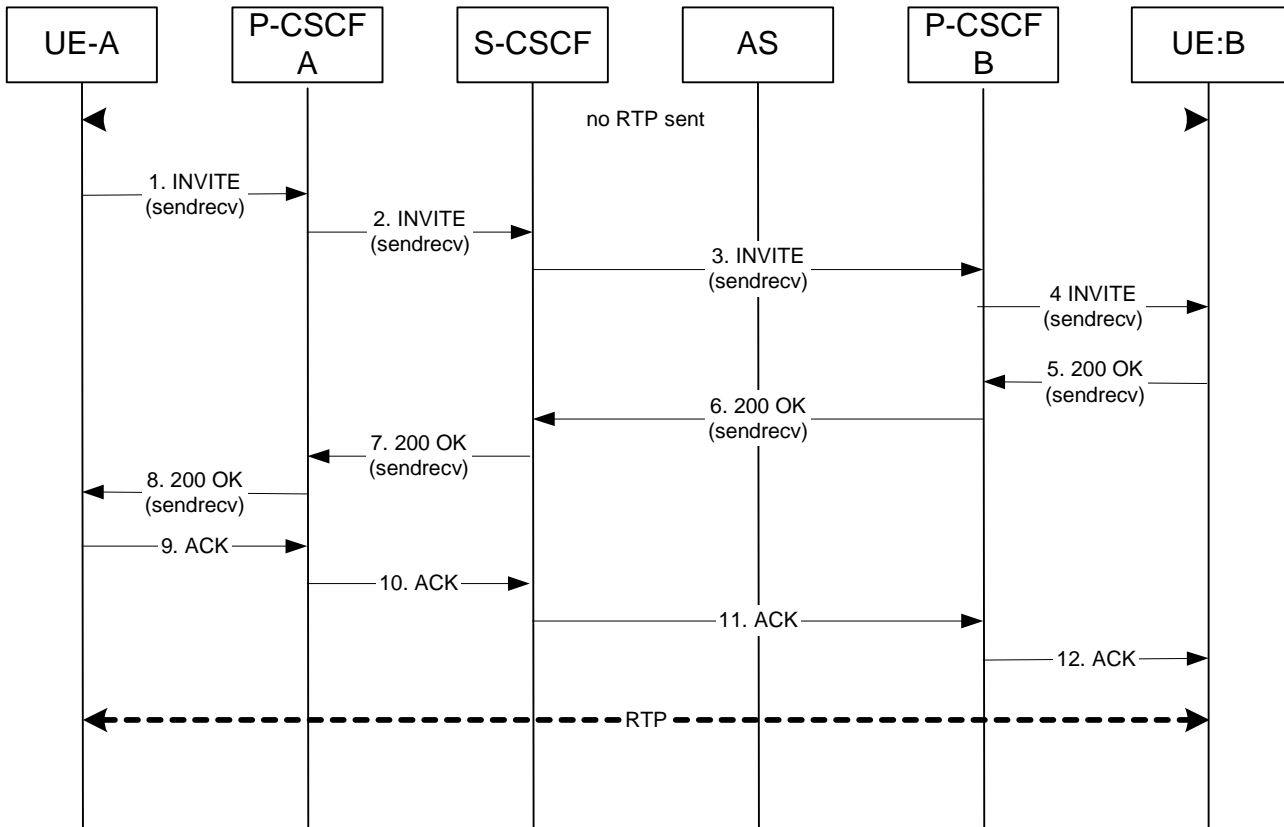 UE-A
P-CSCF
A
S-CSCF
AS
P-CSCF
B
UE:B
no RTP sent
1. INVITE
(sendrecv)
2. INVITE
(sendrecv)
3. INVITE
(sendrecv)
4 INVITE
(sendrecv)
5. 200 OK
(sendrecv)
6. 200 OK
(sendrecv)
7. 200 OK
(sendrecv)
8. 200 OK
(sendrecv)
9. ACK
10. ACK
11. ACK
12. ACK
RTP